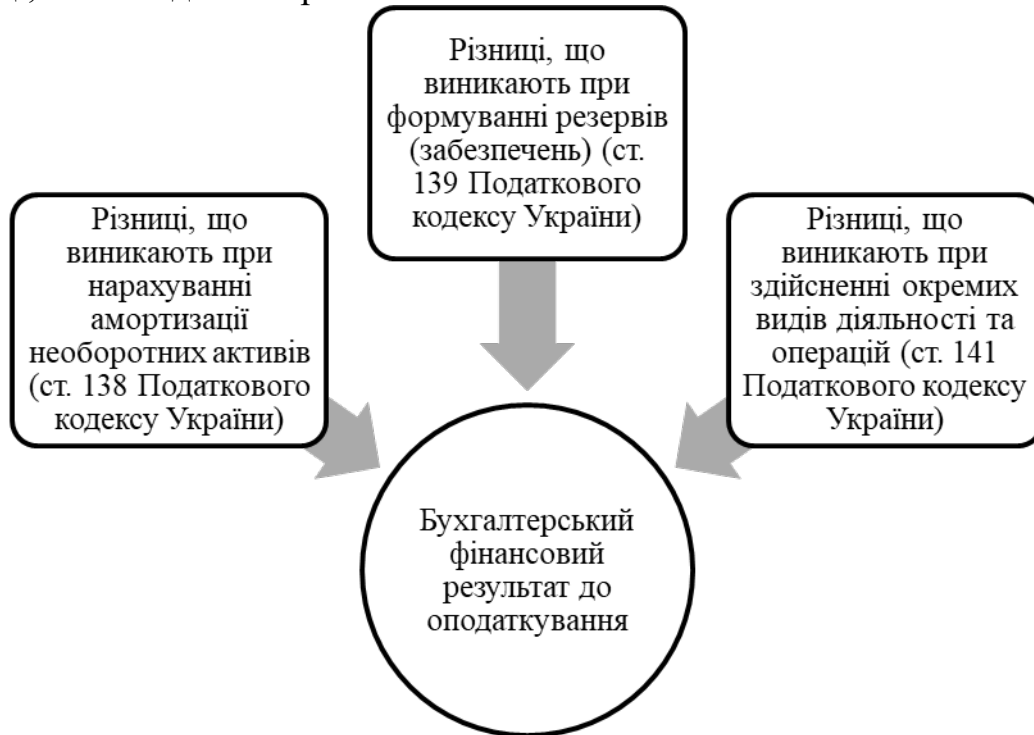 Різниці, що
виникають при
формуванні резервів
(забезпечень) (ст.
139 Податкового
кодексу України)
Різниці, що
виникають при
нарахуванні
амортизації
необоротних активів
(ст. 138 Податкового
кодексу України)
Різниці, що
виникають при
здійсненні окремих
видів діяльності та
операцій (ст. 141
Податкового кодексу
України)
Бухгалтерський
фінансовий
результат до
оподаткування